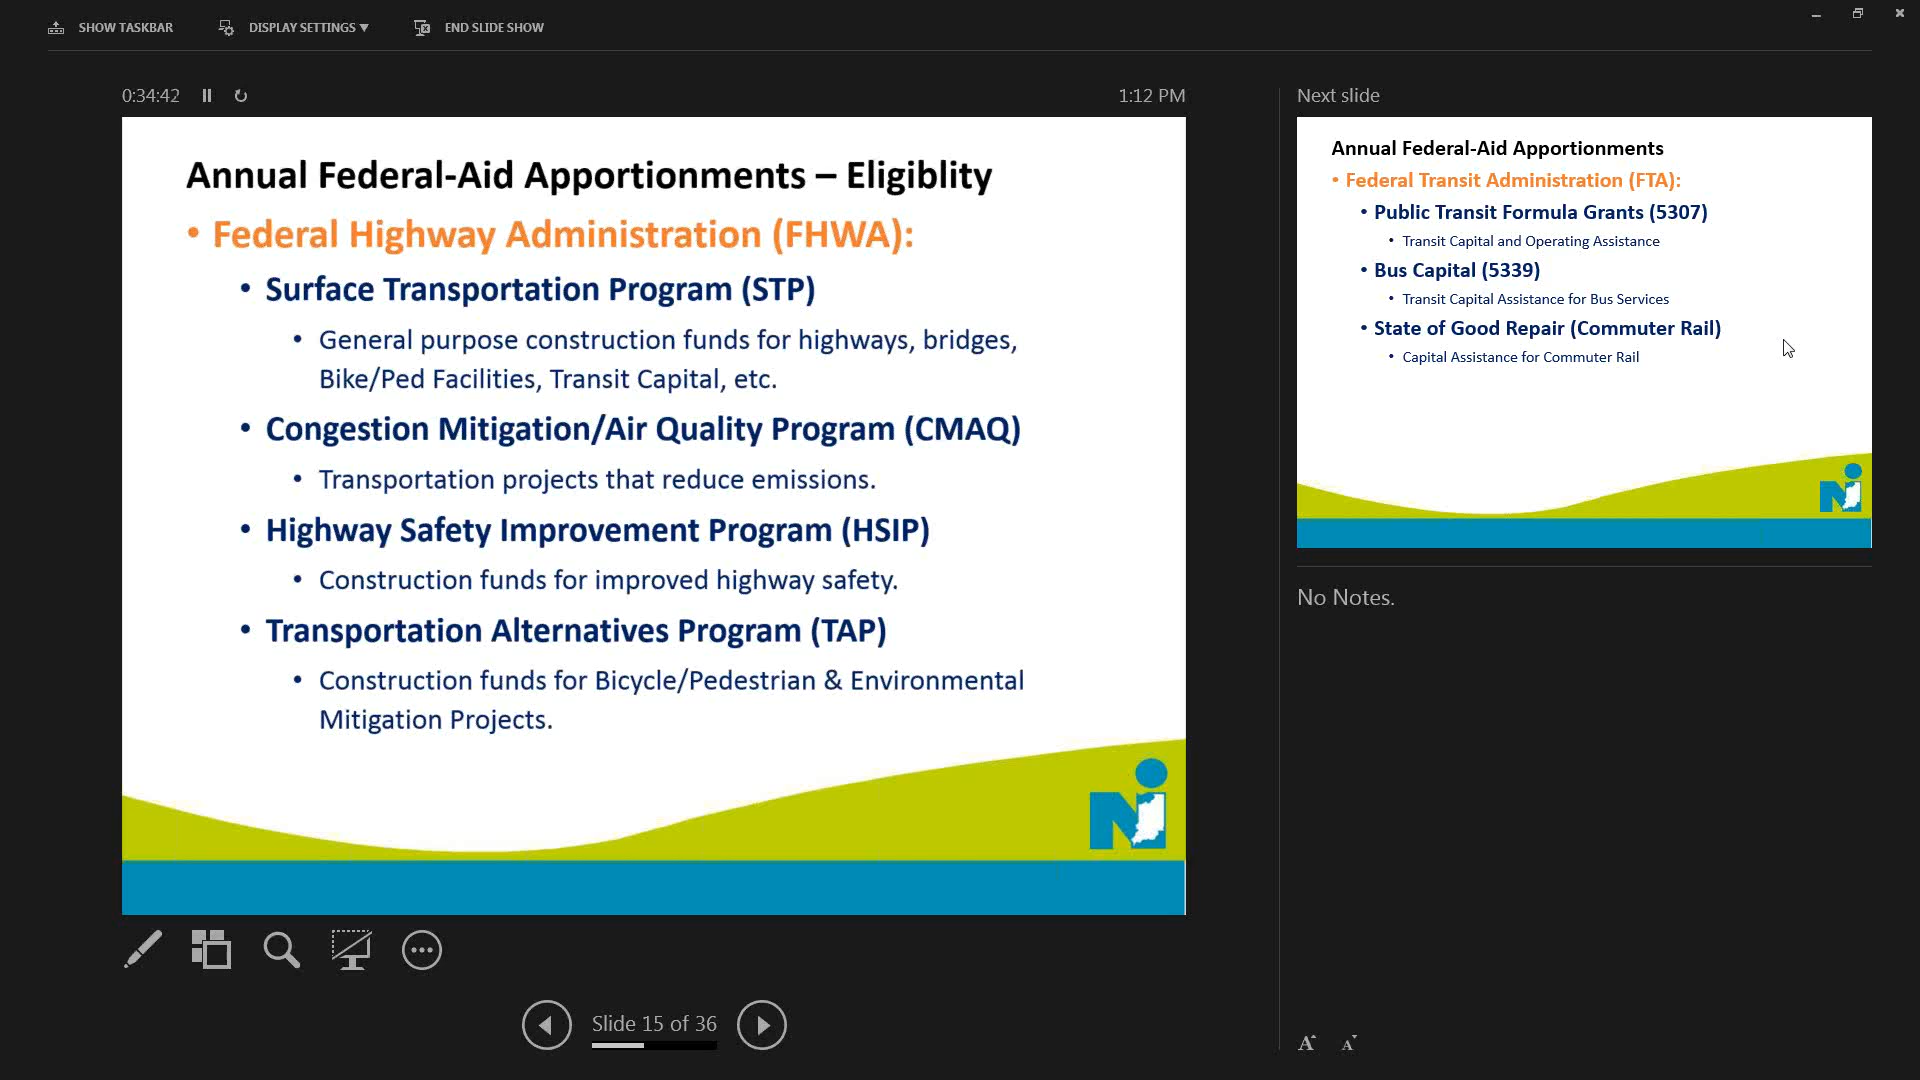 SHOW TASKBAR
DISPLAY SETTINGS ▼
END SLIDE SHOW
0:34:42
1:12 PM
Annual Federal-Aid Apportionments – Eligiblity
• Federal Highway Administration (FHWA):
• Surface Transportation Program (STP)
• General purpose construction funds for highways, bridges,
Bike/Ped Facilities, Transit Capital, etc.
• Congestion Mitigation/Air Quality Program (CMAQ)
• Transportation projects that reduce emissions.
• Highway Safety Improvement Program (HSIP)
• Construction funds for improved highway safety.
• Transportation Alternatives Program (TAP)
• Construction funds for Bicycle/Pedestrian & Environmental
Mitigation Projects.
Ni
Slide 15 of 36
Next slide
Annual Federal-Aid Apportionments
• Federal Transit Administration (FTA):
• Public Transit Formula Grants (5307)
• Transit Capital and Operating Assistance
• Bus Capital (5339)
• Transit Capital Assistance for Bus Services
• State of Good Repair (Commuter Rail)
• Capital Assistance for Commuter Rail
Ni
No Notes.
A A